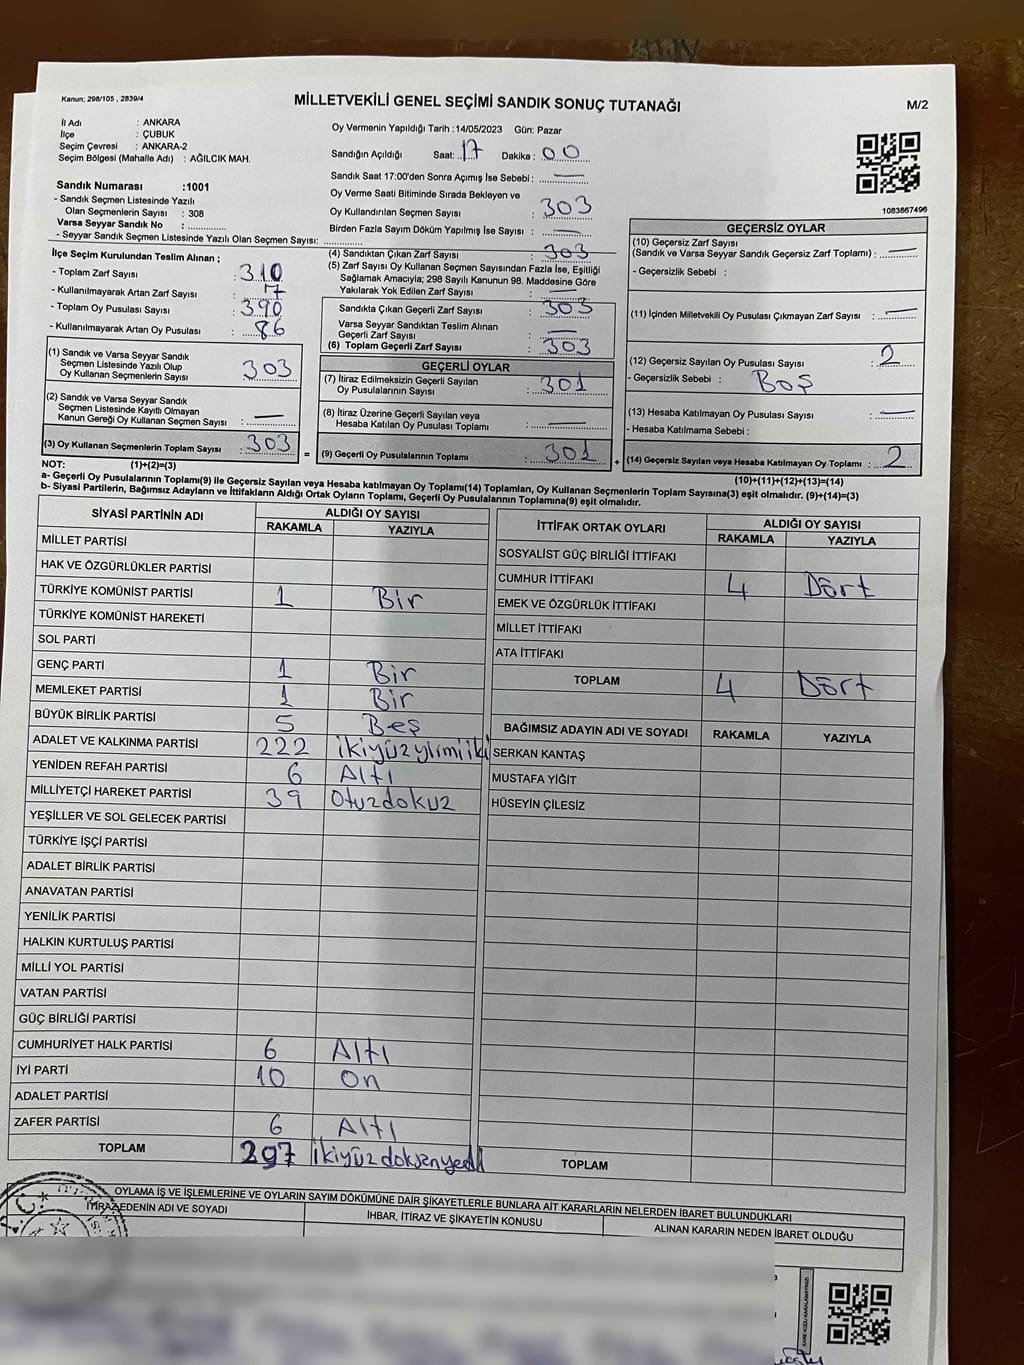 Kanun; 298/105 , 2839/4
MİLLETVEKİLİ GENEL SEÇİMİ SANDIK SONUÇ TUTANAĞI
M/2
İl Adı : ANKARA
İlçe : ÇUBUK
Seçim Çevresi : ANKARA-2
Seçim Bölgesi (Mahalle Adı) : AĞILCIK MAH.
Sandık Numarası :1001
- Sandık Seçmen Listesinde Yazılı
Olan Seçmenlerin Sayısı : 308
Varsa Seyyar Sandık No :
- Seyyar Sandık Seçmen Listesinde Yazılı Olan Seçmen Sayısı:
İlçe Seçim Kurulundan Teslim Alınan ;
- Toplam Zarf Sayısı : 310
- Kullanılmayarak Artan Zarf Sayısı : 7
- Toplam Oy Pusulası Sayısı : 390
- Kullanılmayarak Artan Oy Pusulası : 86
(1) Sandık ve Varsa Seyyar Sandık
Seçmen Listesinde Yazılı Olup
Oy Kullanan Seçmenlerin Sayısı : 303
(2) Sandık ve Varsa Seyyar Sandık
Seçmen Listesinde Kayıtlı Olmayan
Kanun Gereği Oy Kullanan Seçmen Sayısı : —
(3) Oy Kullanan Seçmenlerin Toplam Sayısı : 303
Oy Vermenin Yapıldığı Tarih :14/05/2023 Gün: Pazar
Sandığın Açıldığı Saat: 17 Dakika : 00
Sandık Saat 17:00'den Sonra Açımış İse Sebebi : —
Oy Verme Saati Bitiminde Sırada Bekleyen ve
Oy Kullandırılan Seçmen Sayısı : 303
Birden Fazla Sayım Döküm Yapılmış İse Sayısı : —
(4) Sandıktan Çıkan Zarf Sayısı : 303
(5) Zarf Sayısı Oy Kullanan Seçmen Sayısından Fazla İse, Eşitliği
Sağlamak Amacıyla; 298 Sayılı Kanunun 98. Maddesine Göre
Yakılarak Yok Edilen Zarf Sayısı : —
Sandıkta Çıkan Geçerli Zarf Sayısı : 303
Varsa Seyyar Sandıktan Teslim Alınan
Geçerli Zarf Sayısı : —
(6) Toplam Geçerli Zarf Sayısı : 303
GEÇERLİ OYLAR
(7) İtiraz Edilmeksizin Geçerli Sayılan
Oy Pusulalarının Sayısı : 301
(8) İtiraz Üzerine Geçerli Sayılan veya
Hesaba Katılan Oy Pusulası Toplamı : —
= (9) Geçerli Oy Pusulalarının Toplamı : 301 +
1083867496
GEÇERSİZ OYLAR
(10) Geçersiz Zarf Sayısı
(Sandık ve Varsa Seyyar Sandık Geçersiz Zarf Toplamı) : —
- Geçersizlik Sebebi :
(11) İçinden Milletvekili Oy Pusulası Çıkmayan Zarf Sayısı : —
(12) Geçersiz Sayılan Oy Pusulası Sayısı : 2
- Geçersizlik Sebebi : Boş
(13) Hesaba Katılmayan Oy Pusulası Sayısı : —
- Hesaba Katılmama Sebebi :
(14) Geçersiz Sayılan veya Hesaba Katılmayan Oy Toplamı : 2
NOT: (1)+(2)=(3)
(10)+(11)+(12)+(13)=(14)
a- Geçerli Oy Pusulalarının Toplamı(9) ile Geçersiz Sayılan veya Hesaba katılmayan Oy Toplamı(14) Toplamları, Oy Kullanan Seçmenlerin Toplam Sayısına(3) eşit olmalıdır. (9)+(14)=(3)
b- Siyasi Partilerin, Bağımsız Adayların ve İttifakların Aldığı Ortak Oyların Toplamı, Geçerli Oy Pusulalarının Toplamına(9) eşit olmalıdır.
SİYASİ PARTİNİN ADI
ALDIĞI OY SAYISI
RAKAMLA YAZIYLA
MİLLET PARTİSİ
HAK VE ÖZGÜRLÜKLER PARTİSİ
TÜRKİYE KOMÜNİST PARTİSİ 1 Bir
TÜRKİYE KOMÜNİST HAREKETİ
SOL PARTİ
GENÇ PARTİ 1 Bir
MEMLEKET PARTİSİ 1 Bir
BÜYÜK BİRLİK PARTİSİ 5 Beş
ADALET VE KALKINMA PARTİSİ 222 ikiyüzyirmiiki
YENİDEN REFAH PARTİSİ 6 Altı
MİLLİYETÇİ HAREKET PARTİSİ 39 Otuzdokuz
YEŞİLLER VE SOL GELECEK PARTİSİ
TÜRKİYE İŞÇİ PARTİSİ
ADALET BİRLİK PARTİSİ
ANAVATAN PARTİSİ
YENİLİK PARTİSİ
HALKIN KURTULUŞ PARTİSİ
MİLLİ YOL PARTİSİ
VATAN PARTİSİ
GÜÇ BİRLİĞİ PARTİSİ
CUMHURİYET HALK PARTİSİ 6 Altı
İYİ PARTİ 10 On
ADALET PARTİSİ
ZAFER PARTİSİ 6 Altı
TOPLAM 297 ikiyüzdoksanyedi
İTTİFAK ORTAK OYLARI
ALDIĞI OY SAYISI
RAKAMLA YAZIYLA
SOSYALİST GÜÇ BİRLİĞİ İTTİFAKI
CUMHUR İTTİFAKI 4 Dört
EMEK VE ÖZGÜRLÜK İTTİFAKI
MİLLET İTTİFAKI
ATA İTTİFAKI
TOPLAM 4 Dört
BAĞIMSIZ ADAYIN ADI VE SOYADI RAKAMLA YAZIYLA
SERKAN KANTAŞ
MUSTAFA YİĞİT
HÜSEYİN ÇİLESİZ
TOPLAM
OYLAMA İŞ VE İŞLEMLERİNE VE OYLARIN SAYIM DÖKÜMÜNE DAİR ŞİKAYETLERLE BUNLARA AİT KARARLARIN NELERDEN İBARET BULUNDUKLARI
İTİRAZ EDENİN ADI VE SOYADI
İHBAR, İTİRAZ VE ŞİKAYETİN KONUSU
ALINAN KARARIN NEDEN İBARET OLDUĞU
T.C.